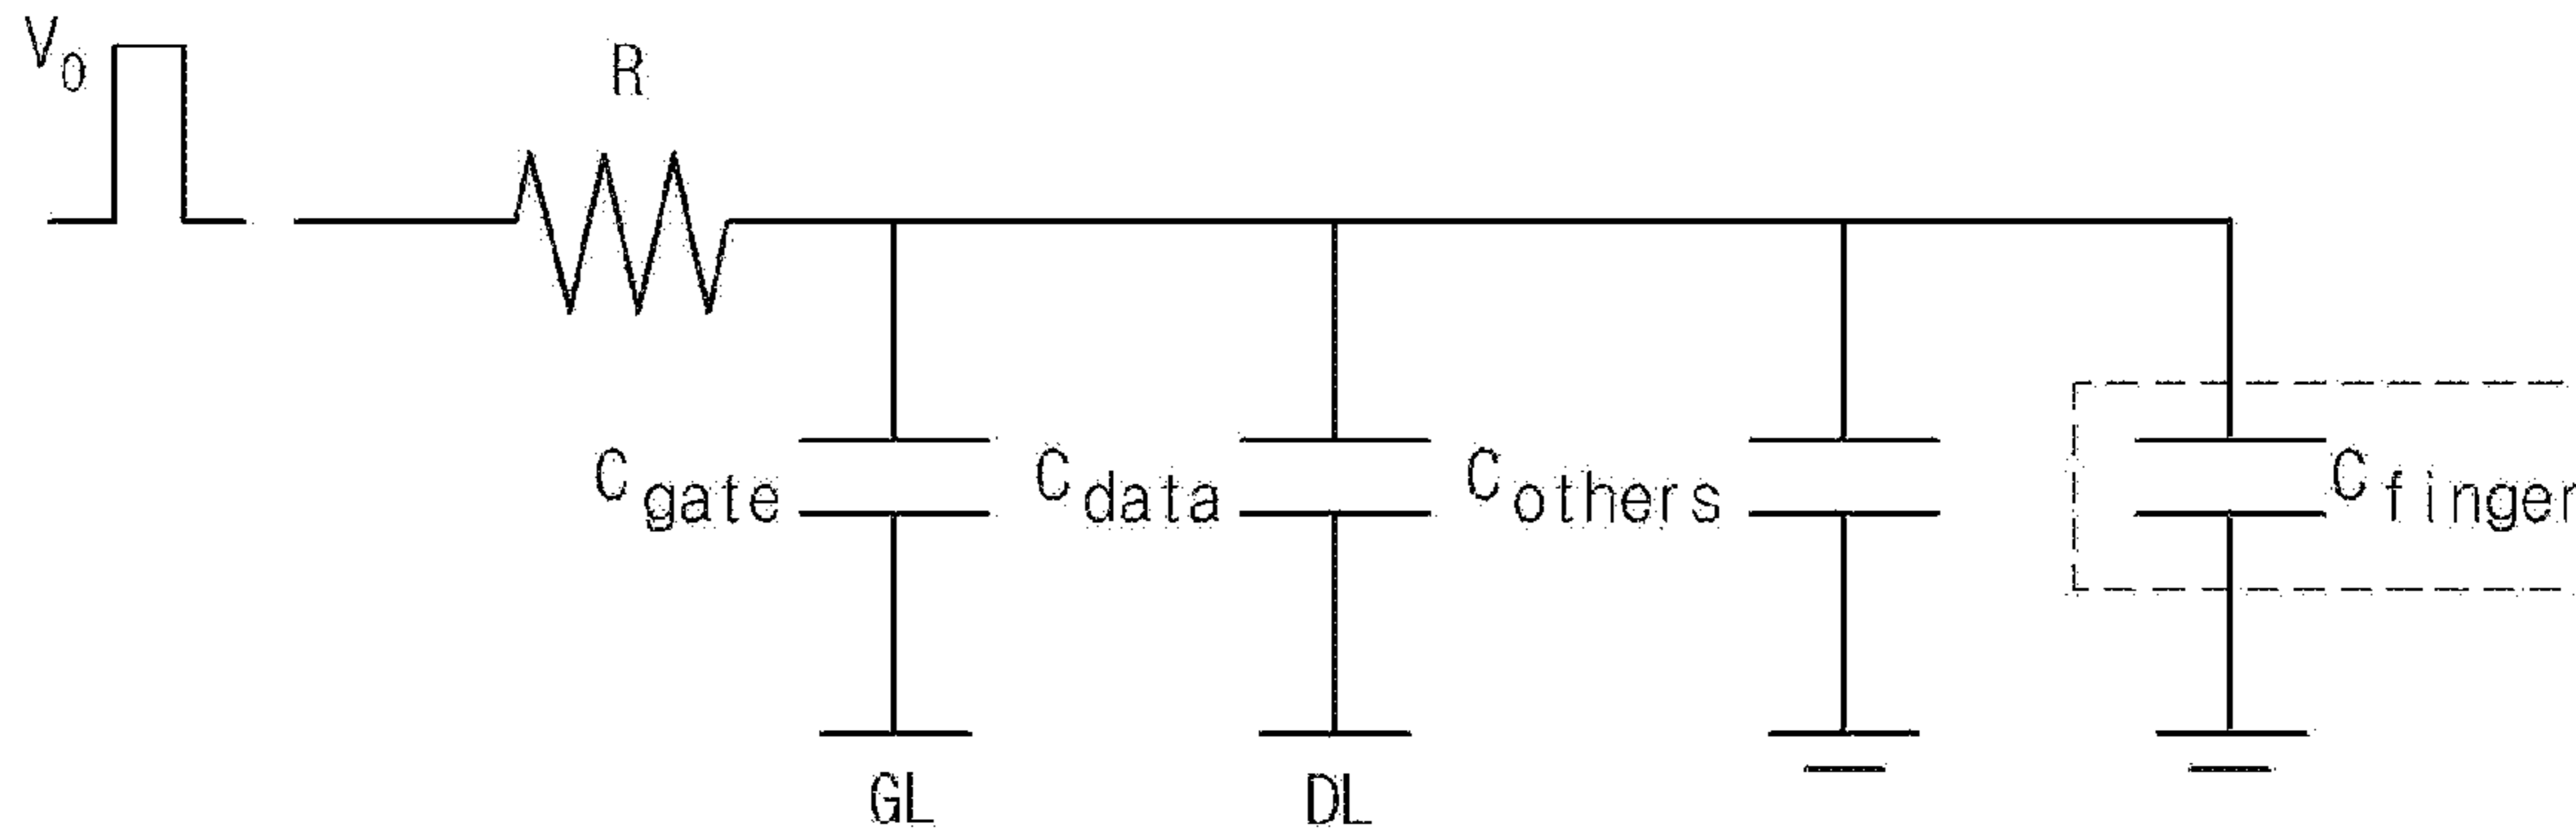 V0
R
Cgate
Cdata
Cothers
Cfinger
GL
DL